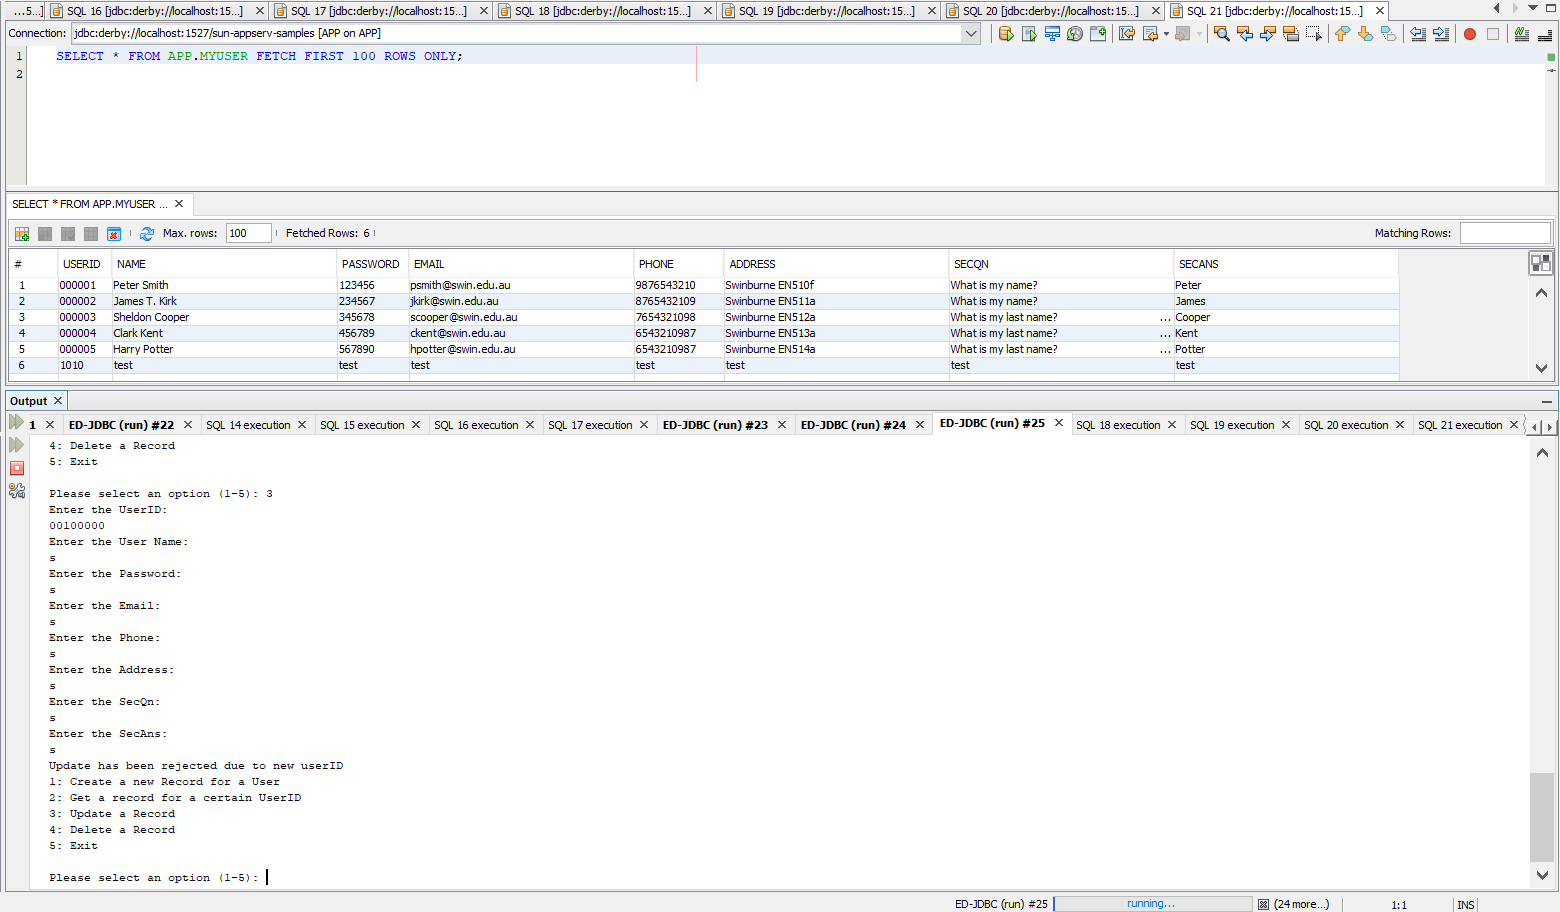 ...5...] SQL 16 [jdbc:derby://localhost:15...] SQL 17 [jdbc:derby://localhost:15...] SQL 18 [jdbc:derby://localhost:15...] SQL 19 [jdbc:derby://localhost:15...] SQL 20 [jdbc:derby://localhost:15...] SQL 21 [jdbc:derby://localhost:15...]
Connection: jdbc:derby://localhost:1527/sun-appserv-samples [APP on APP]
1 SELECT * FROM APP.MYUSER FETCH FIRST 100 ROWS ONLY;
2
SELECT * FROM APP.MYUSER ...
Max. rows: 100 Fetched Rows: 6 Matching Rows:
# USERID NAME PASSWORD EMAIL PHONE ADDRESS SECQN SECANS
1 000001 Peter Smith 123456 psmith@swin.edu.au 9876543210 Swinburne EN510f What is my name? Peter
2 000002 James T. Kirk 234567 jkirk@swin.edu.au 8765432109 Swinburne EN511a What is my name? James
3 000003 Sheldon Cooper 345678 scooper@swin.edu.au 7654321098 Swinburne EN512a What is my last name? ... Cooper
4 000004 Clark Kent 456789 ckent@swin.edu.au 6543210987 Swinburne EN513a What is my last name? ... Kent
5 000005 Harry Potter 567890 hpotter@swin.edu.au 6543210987 Swinburne EN514a What is my last name? ... Potter
6 1010 test test test test test test test
Output
1 ED-JDBC (run) #22 SQL 14 execution SQL 15 execution SQL 16 execution SQL 17 execution ED-JDBC (run) #23 ED-JDBC (run) #24 ED-JDBC (run) #25 SQL 18 execution SQL 19 execution SQL 20 execution SQL 21 execution
4: Delete a Record
5: Exit
Please select an option (1-5): 3
Enter the UserID:
00100000
Enter the User Name:
s
Enter the Password:
s
Enter the Email:
s
Enter the Phone:
s
Enter the Address:
s
Enter the SecQn:
s
Enter the SecAns:
s
Update has been rejected due to new userID
1: Create a new Record for a User
2: Get a record for a certain UserID
3: Update a Record
4: Delete a Record
5: Exit
Please select an option (1-5):
ED-JDBC (run) #25 running... (24 more...) 1:1 INS